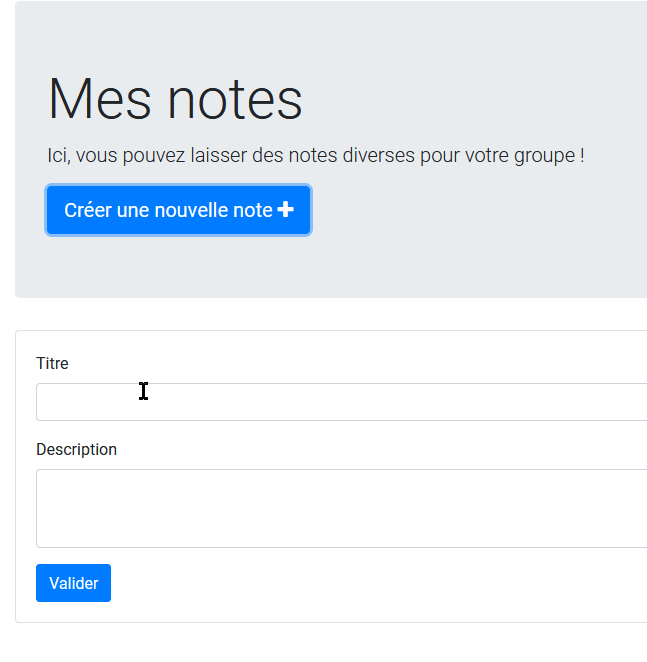 Mes notes
Ici, vous pouvez laisser des notes diverses pour votre groupe !
Créer une nouvelle note +
Titre
Description
Valider